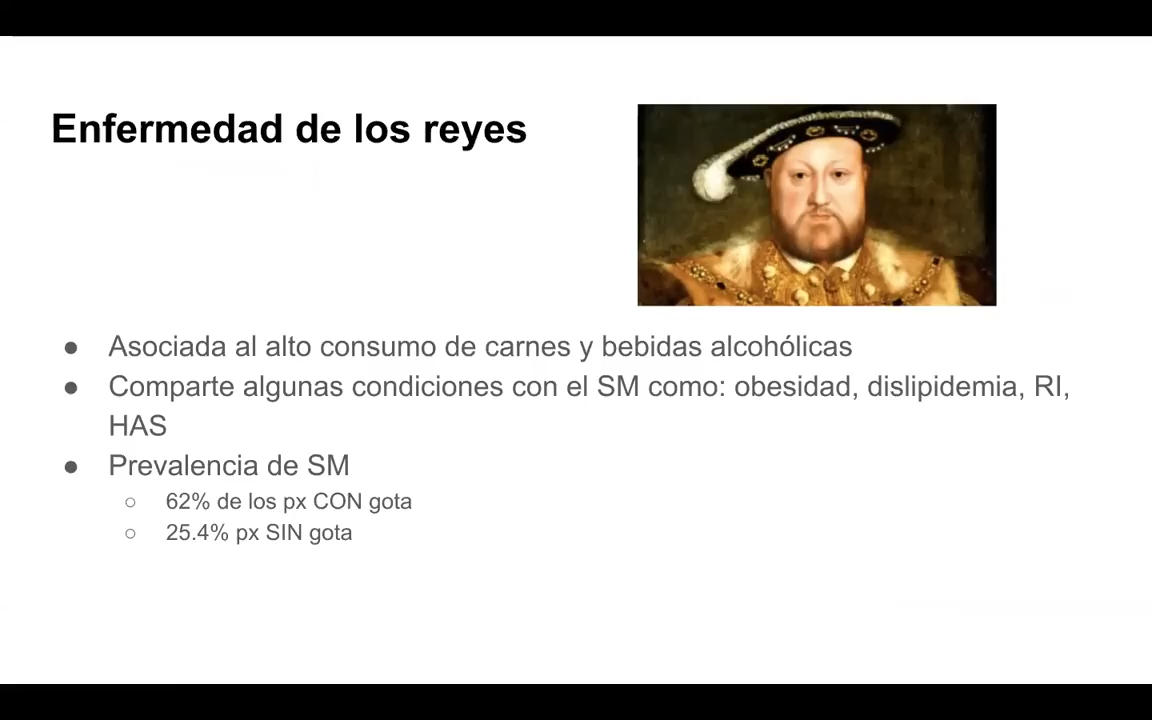 Enfermedad de los reyes
● Asociada al alto consumo de carnes y bebidas alcohólicas
● Comparte algunas condiciones con el SM como: obesidad, dislipidemia, RI,
HAS
● Prevalencia de SM
○ 62% de los px CON gota
○ 25.4% px SIN gota